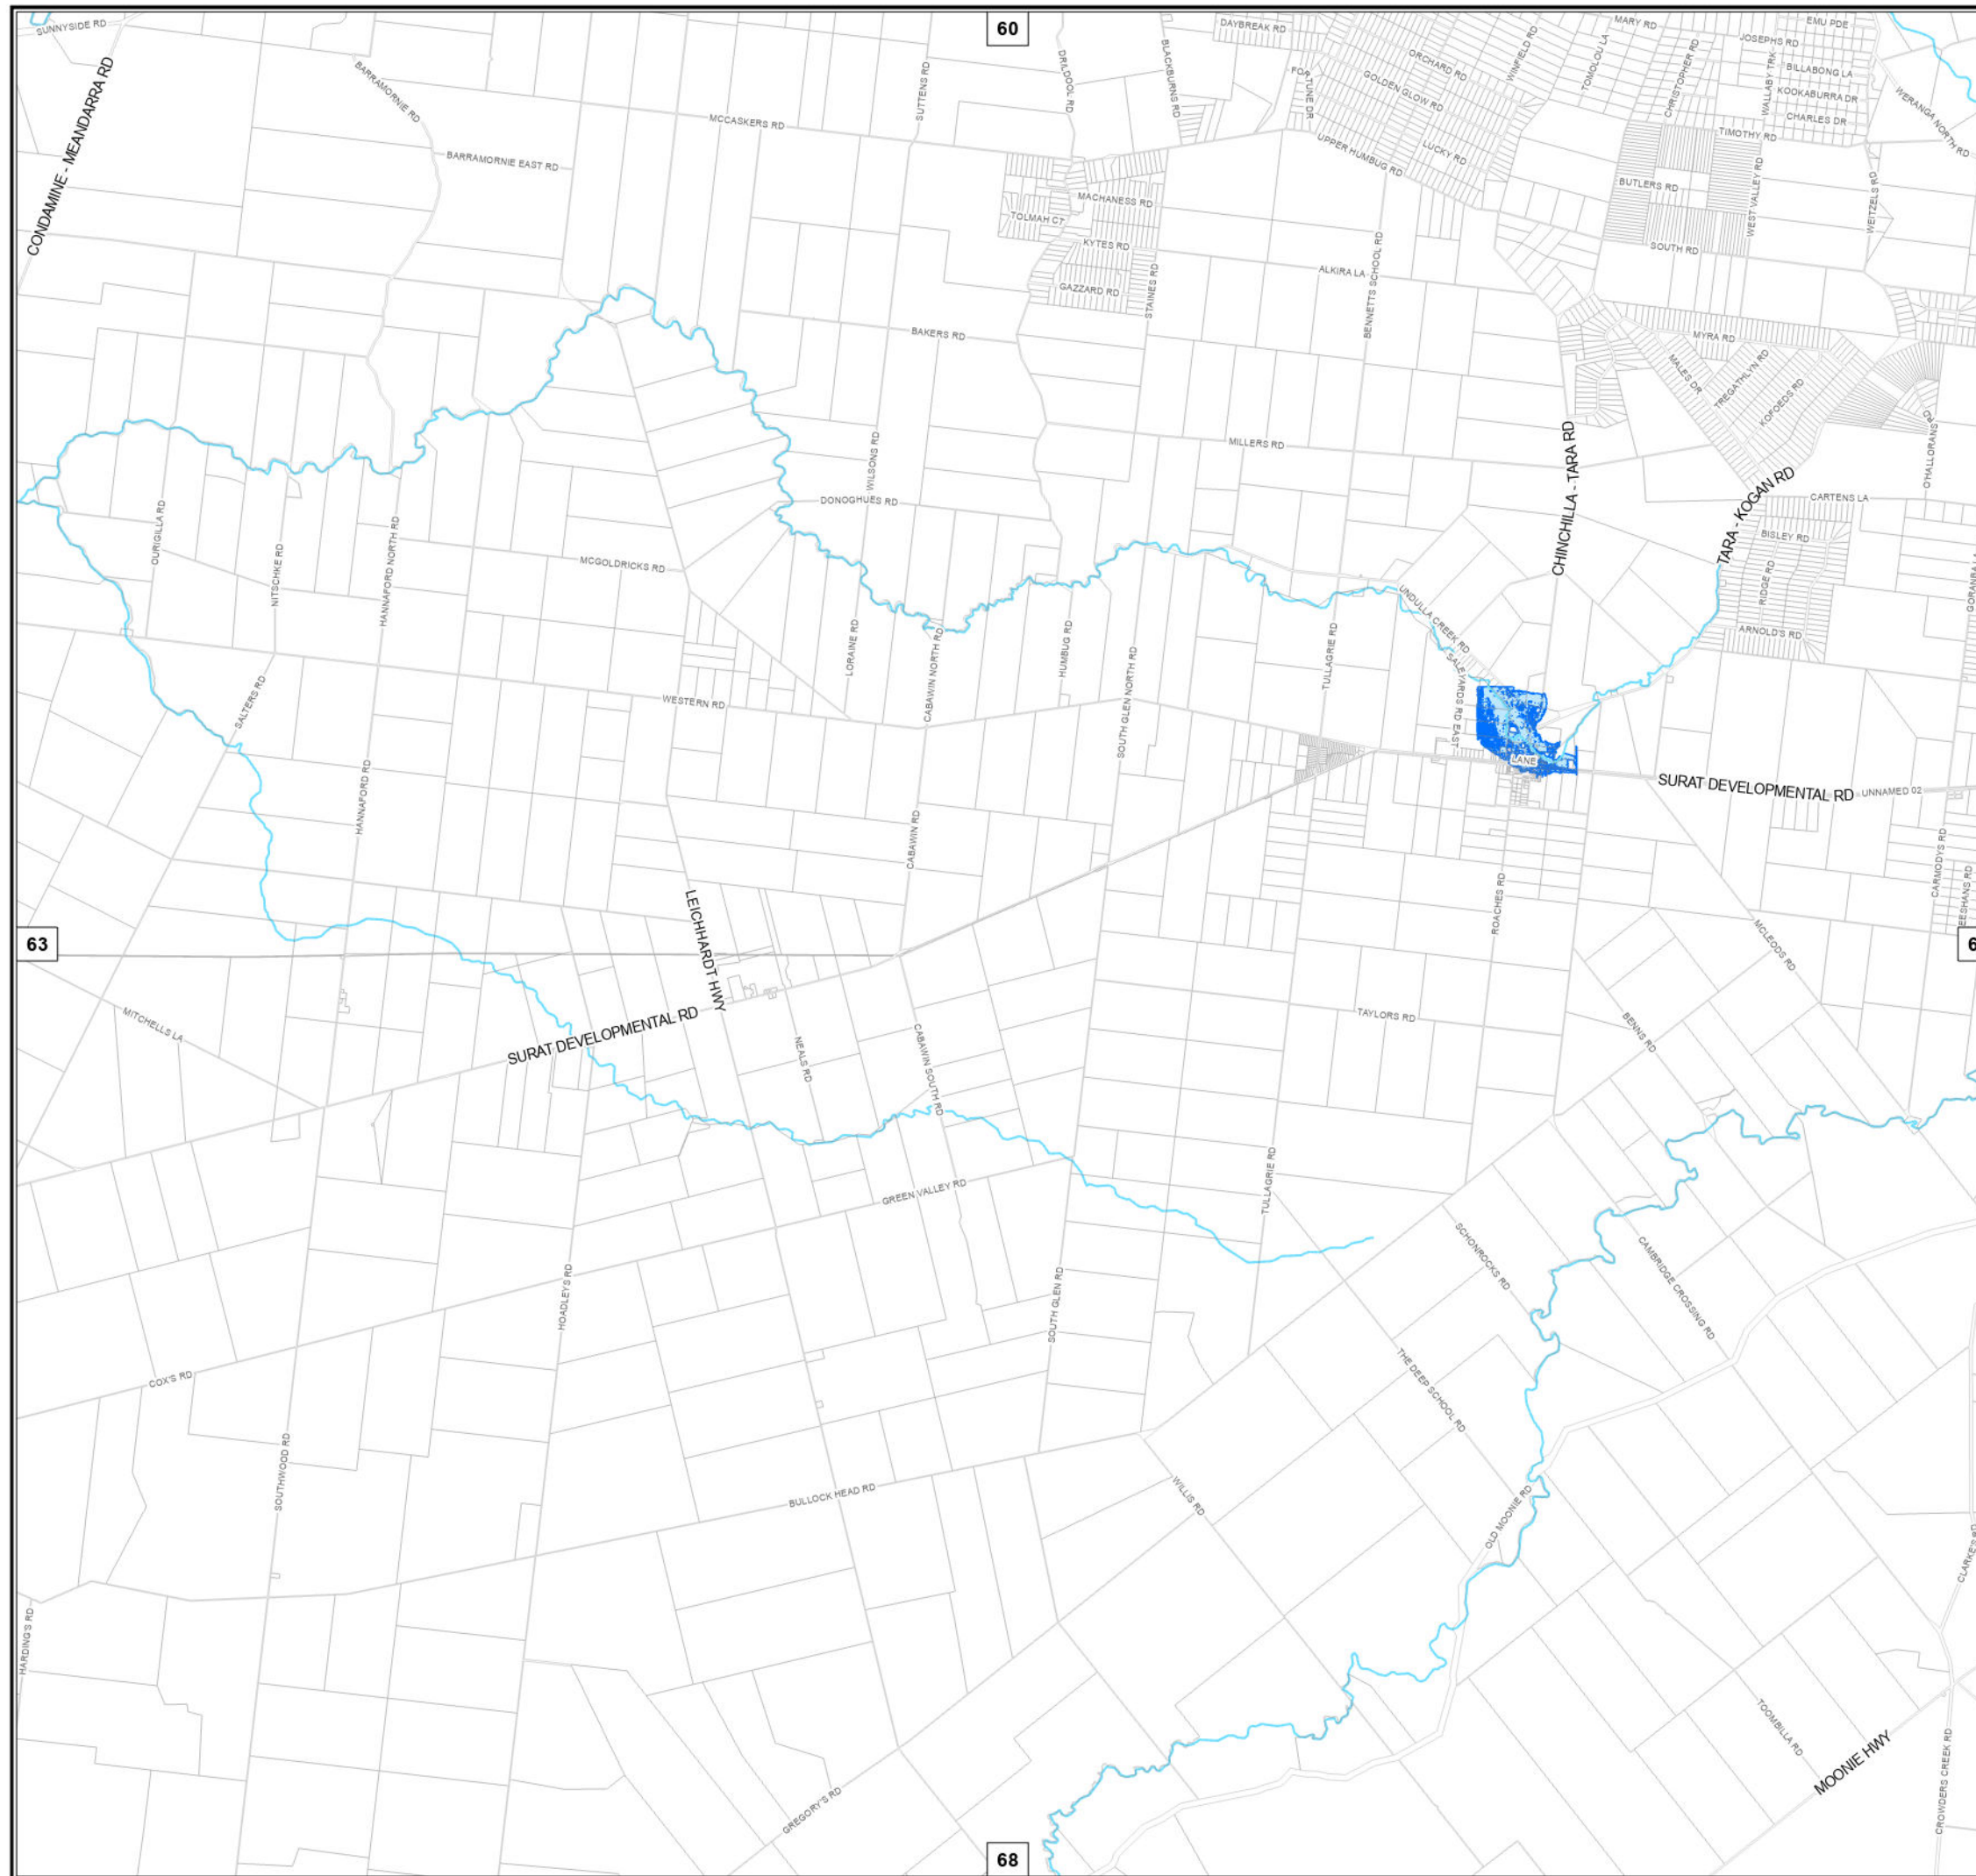 60
SUNNYSIDE RD
CONDAMINE - MEANDARRA RD
BARRAMORNIE RD
BARRAMORNIE EAST RD
MCCASKERS RD
SUTTENS RD
DRILDOOL RD
BLACKBURNS RD
DAYBREAK RD
FORTUNE DR
ORCHARD RD
GOLDEN GLOW RD
WINFIELD RD
TOMOLOU LA
MARY RD
CHRISTOPHER RD
JOSEPHS RD
EMU PDE
WALLABY TRK
BILLABONG LA
KOOKABURRA DR
CHARLES DR
WERANGA NORTH RD
TIMOTHY RD
UPPER HUMBUG RD
LUCKY RD
BUTLERS RD
WEST VALLEY RD
WEITZELS RD
SOUTH RD
MACHANESS RD
TOLMAH CT
KYTES RD
GAZZARD RD
STAINES RD
ALKIRA LA
BENNETTS SCHOOL RD
BAKERS RD
MYRA RD
MALES DR
TREGATHLYN RD
KOFOEDS RD
O'HALLORANS RD
MILLERS RD
CHINCHILLA - TARA RD
TARA - KOGAN RD
CARTENS LA
BISLEY RD
RIDGE RD
ARNOLD'S RD
WILSONS RD
DONOGHUES RD
OURIGILLA RD
NITSCHKE RD
HANNAFORD NORTH RD
MCGOLDRICKS RD
LORAINE RD
CABAWIN NORTH RD
HUMBUG RD
SOUTH GLEN NORTH RD
TULLAGRIE RD
UNDULLA CREEK RD
SALEYARDS RD EAST
SALTERS RD
WESTERN RD
LANE
SURAT DEVELOPMENTAL RD
UNNAMED 02
HANNAFORD RD
CABAWIN RD
LEICHHARDT HWY
ROACHES RD
CARMODYS RD
EESHANS RD
MCLEODS RD
63
6
MITCHELLS LA
SURAT DEVELOPMENTAL RD
NEALS RD
CABAWIN SOUTH RD
TAYLORS RD
BENNS RD
GREEN VALLEY RD
TULLAGRIE RD
SCHONROCKS RD
CAMBRIDGE CROSSING RD
HOADLEYS RD
SOUTH GLEN RD
COX'S RD
THE DEEP SCHOOL RD
SOUTHWOOD RD
BULLOCK HEAD RD
WILLIS RD
OLD MOONIE RD
CLARKES RD
HARDING'S RD
TOOMBILLA RD
MOONIE HWY
GREGORY'S RD
CROWDERS CREEK RD
68